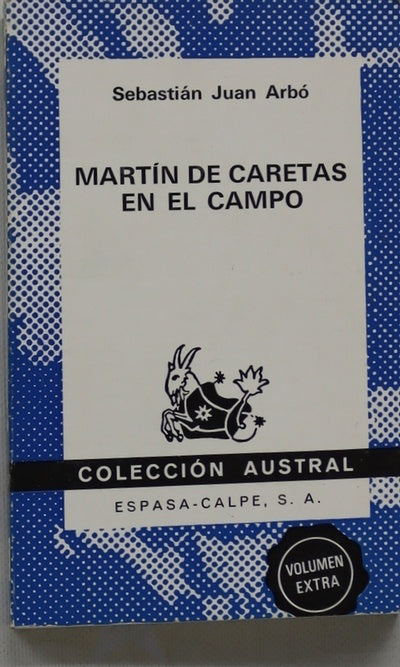 Sebastián Juan Arbó
MARTÍN DE CARETAS
EN EL CAMPO
COLECCIÓN AUSTRAL
ESPASA-CALPE, S. A.
VOLUMEN
EXTRA